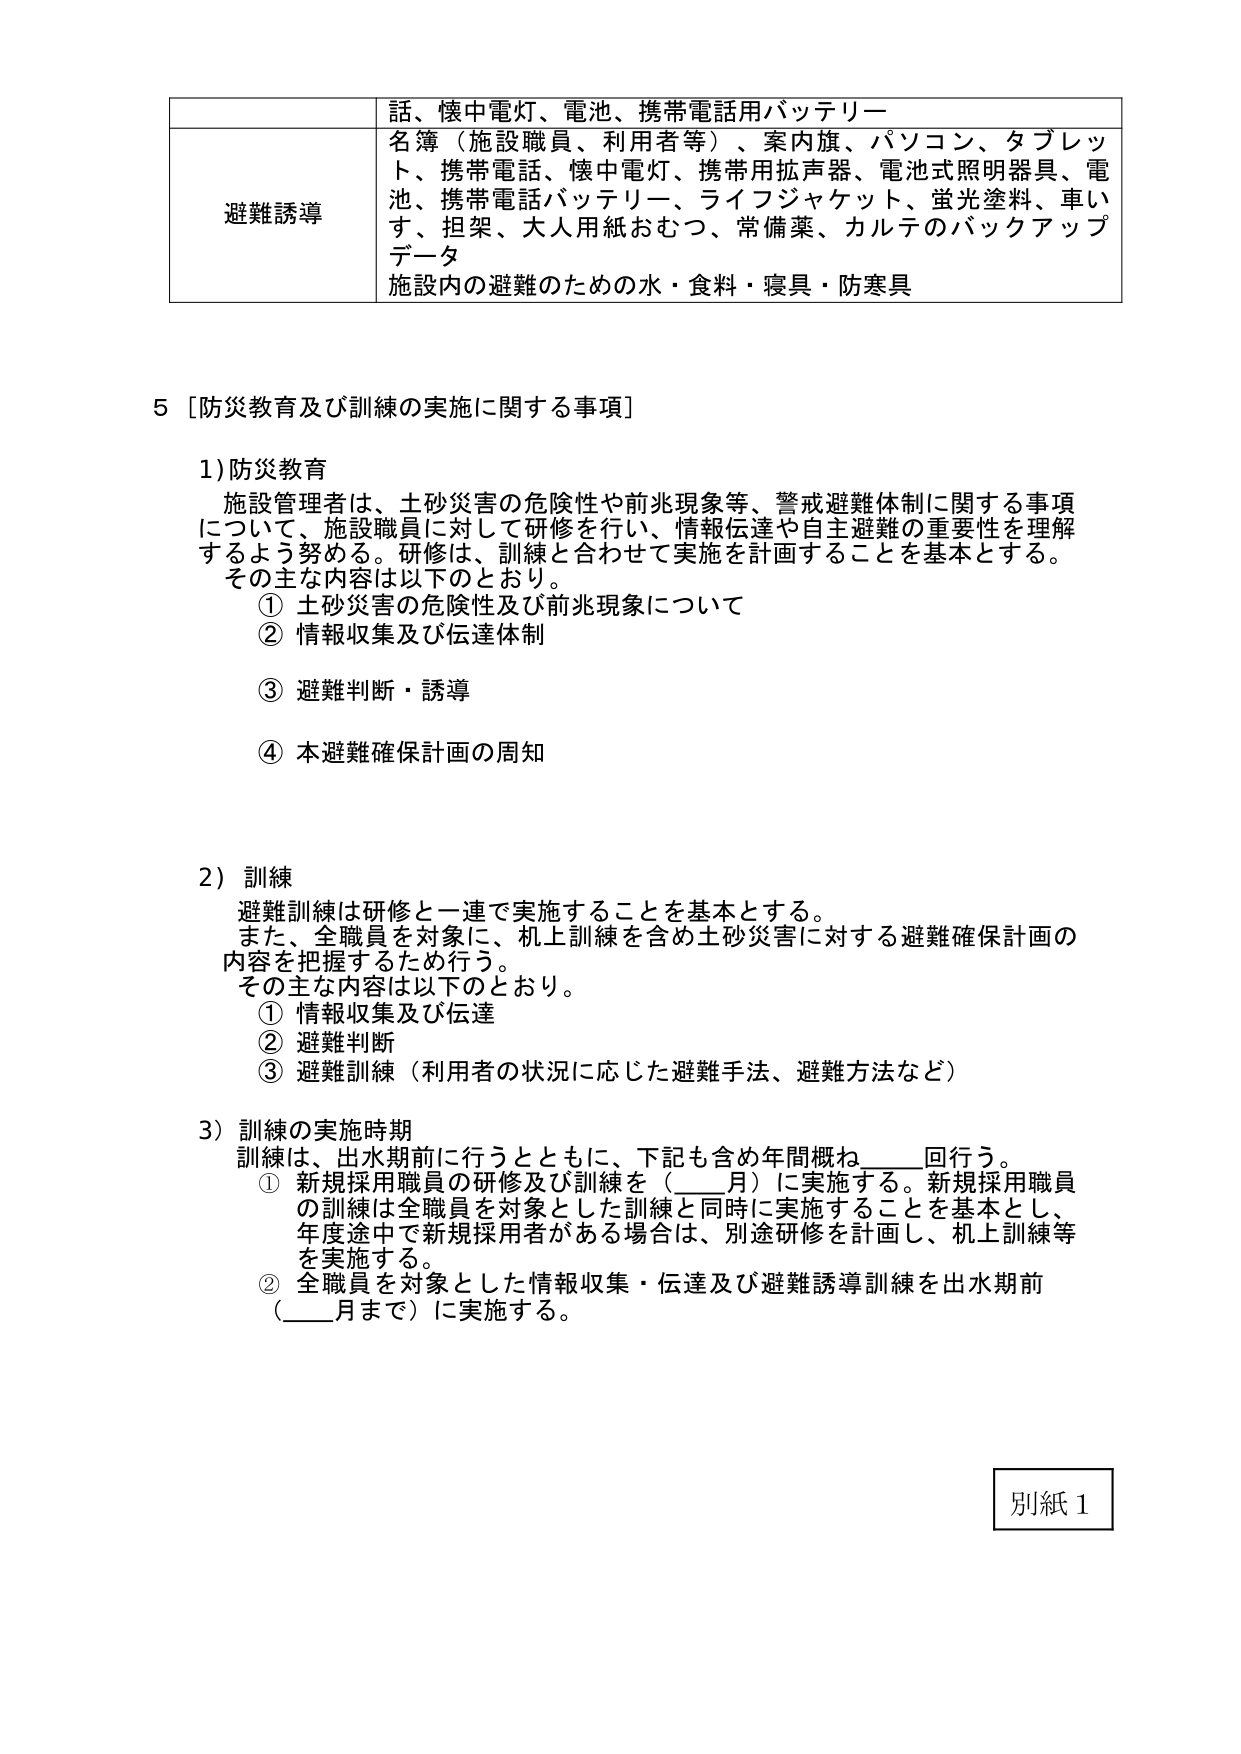 話、懐中電灯、電池、携帯電話用バッテリー
避難誘導
名簿（施設職員、利用者等）、案内旗、パソコン、タブレッ
ト、携帯電話、懐中電灯、携帯用拡声器、電池式照明器具、電
池、携帯電話バッテリー、ライフジャケット、蛍光塗料、車い
す、担架、大人用紙おむつ、常備薬、カルテのバックアップ
データ
施設内の避難のための水・食料・寝具・防寒具
5［防災教育及び訓練の実施に関する事項］
1)防災教育
施設管理者は、土砂災害の危険性や前兆現象等、警戒避難体制に関する事項
について、施設職員に対して研修を行い、情報伝達や自主避難の重要性を理解
するよう努める。研修は、訓練と合わせて実施を計画することを基本とする。
その主な内容は以下のとおり。
① 土砂災害の危険性及び前兆現象について
② 情報収集及び伝達体制
③ 避難判断・誘導
④ 本避難確保計画の周知
2) 訓練
避難訓練は研修と一連で実施することを基本とする。
また、全職員を対象に、机上訓練を含め土砂災害に対する避難確保計画の
内容を把握するため行う。
その主な内容は以下のとおり。
① 情報収集及び伝達
② 避難判断
③ 避難訓練（利用者の状況に応じた避難手法、避難方法など）
3）訓練の実施時期
訓練は、出水期前に行うとともに、下記も含め年間概ね_____回行う。
① 新規採用職員の研修及び訓練を（____月）に実施する。新規採用職員
の訓練は全職員を対象とした訓練と同時に実施することを基本とし、
年度途中で新規採用者がある場合は、別途研修を計画し、机上訓練等
を実施する。
② 全職員を対象とした情報収集・伝達及び避難誘導訓練を出水期前
（____月まで）に実施する。
別紙１